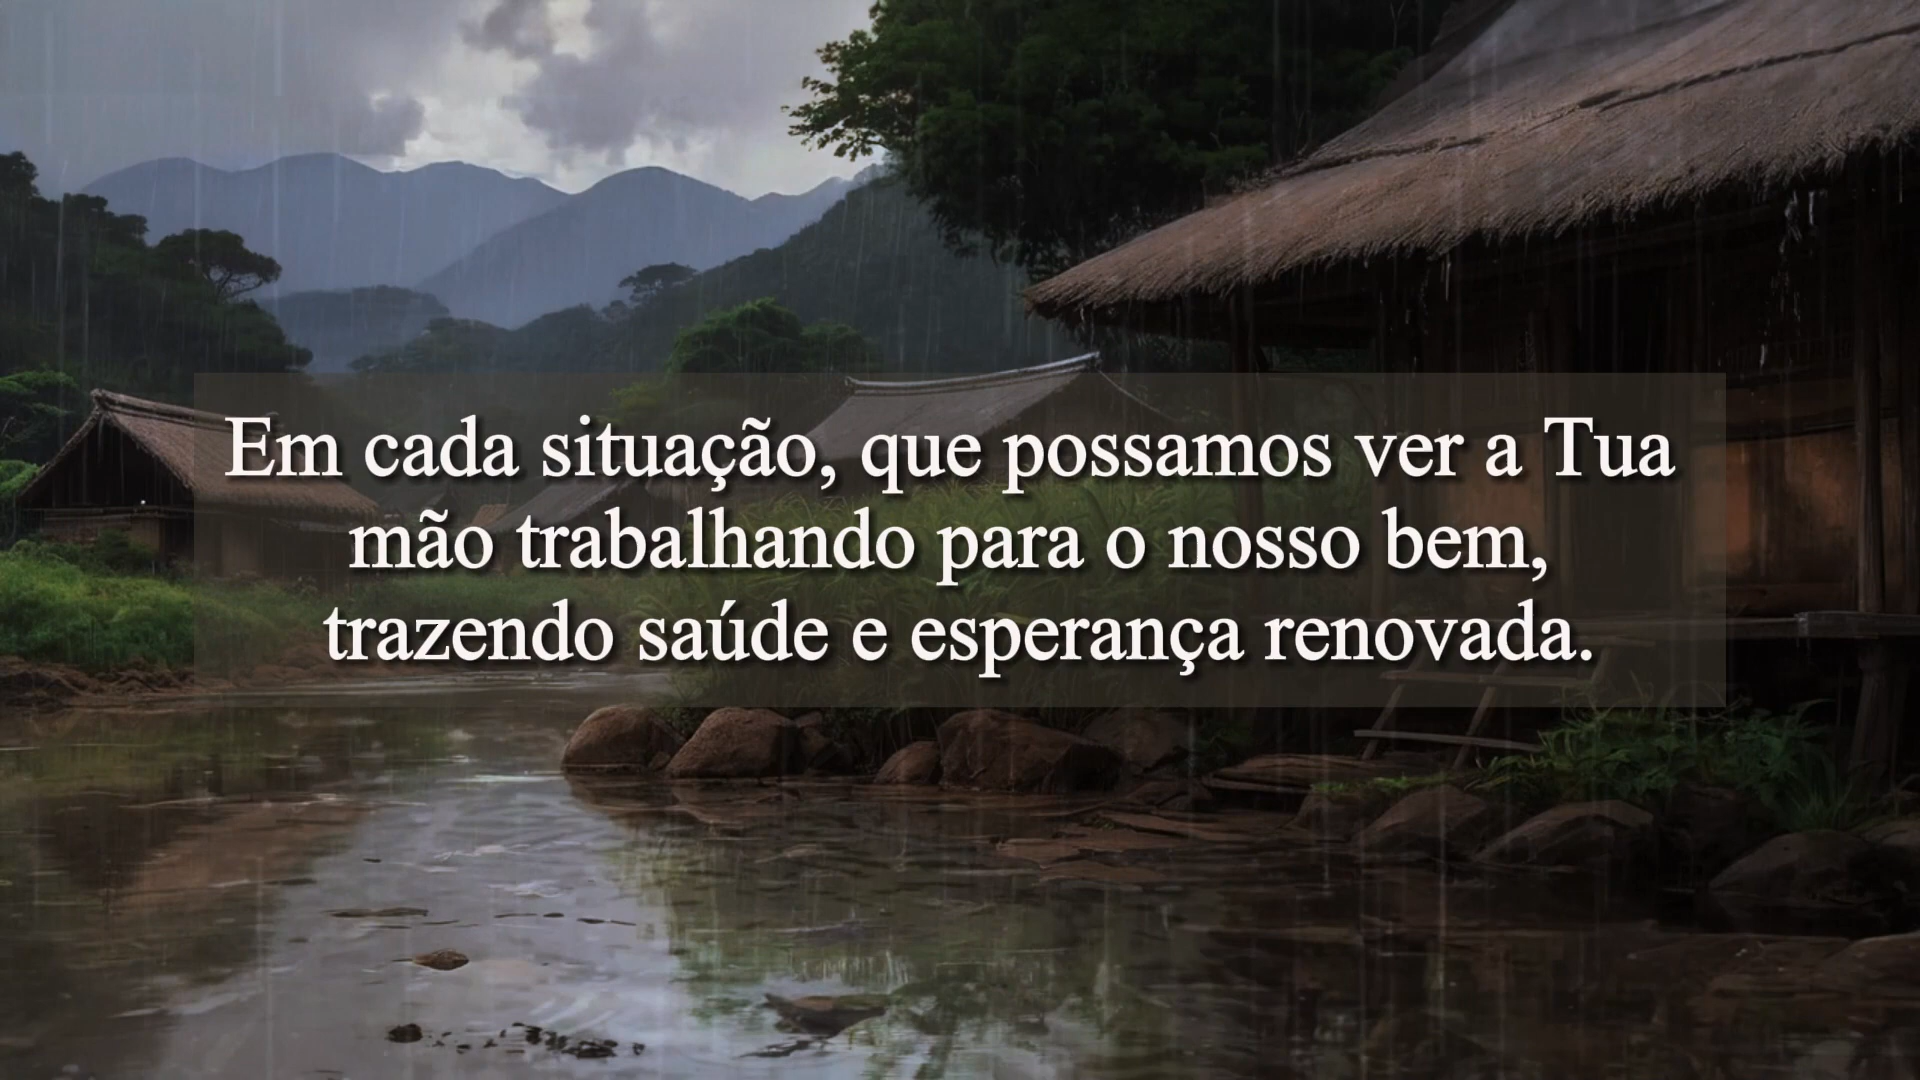 Em cada situação, que possamos ver a Tua
mão trabalhando para o nosso bem,
trazendo saúde e esperança renovada.